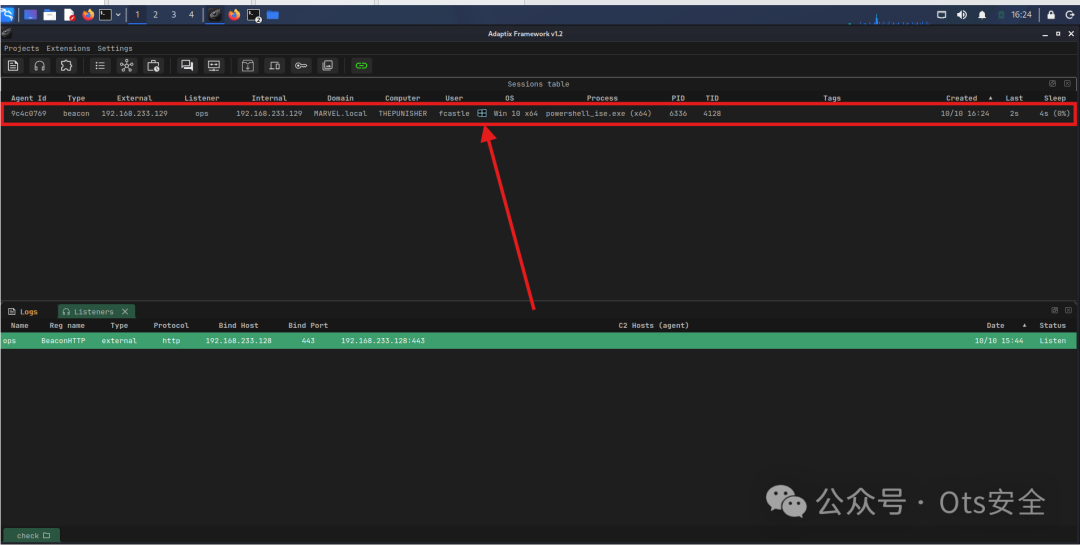 1 2 3 4 2 16:24
Adaptix Framework v1.2
Projects Extensions Settings
Sessions table
Agent Id Type External Listener Internal Domain Computer User OS Process PID TID Tags Created Last Sleep
9c4c0769 beacon 192.168.233.129 ops 192.168.233.129 MARVEL.local THEPUNISHER fcastle Win 10 x64 powershell_ise.exe (x64) 6336 4128 10/10 16:24 2s 4s (0%)
Logs Listeners
Name Reg name Type Protocol Bind Host Bind Port C2 Hosts (agent) Date Status
ops BeaconHTTP external http 192.168.233.128 443 192.168.233.128:443 10/10 15:44 Listen
公众号 · Ots安全
check